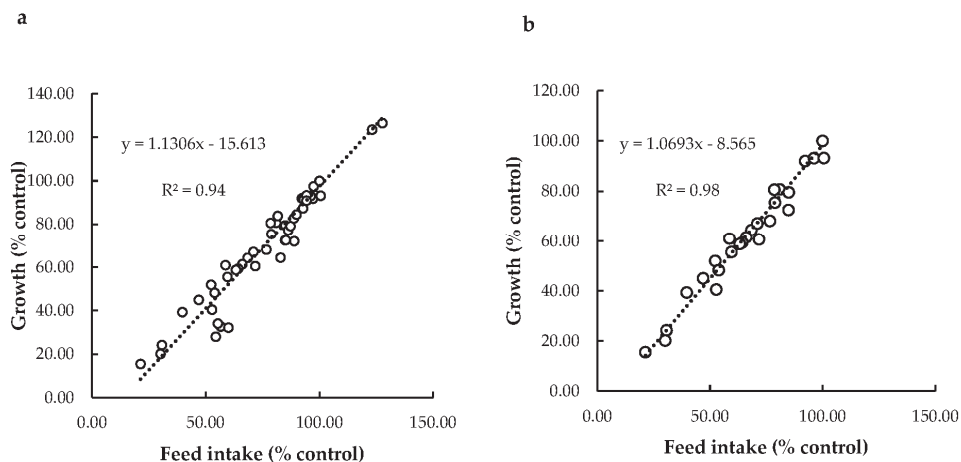 a
140.00
120.00
100.00
80.00
60.00
40.00
20.00
0.00
0.00 50.00 100.00 150.00
Growth (% control)
Feed intake (% control)
y = 1.1306x - 15.613
R² = 0.94
b
120.00
100.00
80.00
60.00
40.00
20.00
0.00
0.00 50.00 100.00 150.00
Growth (% control)
Feed intake (% control)
y = 1.0693x - 8.565
R² = 0.98